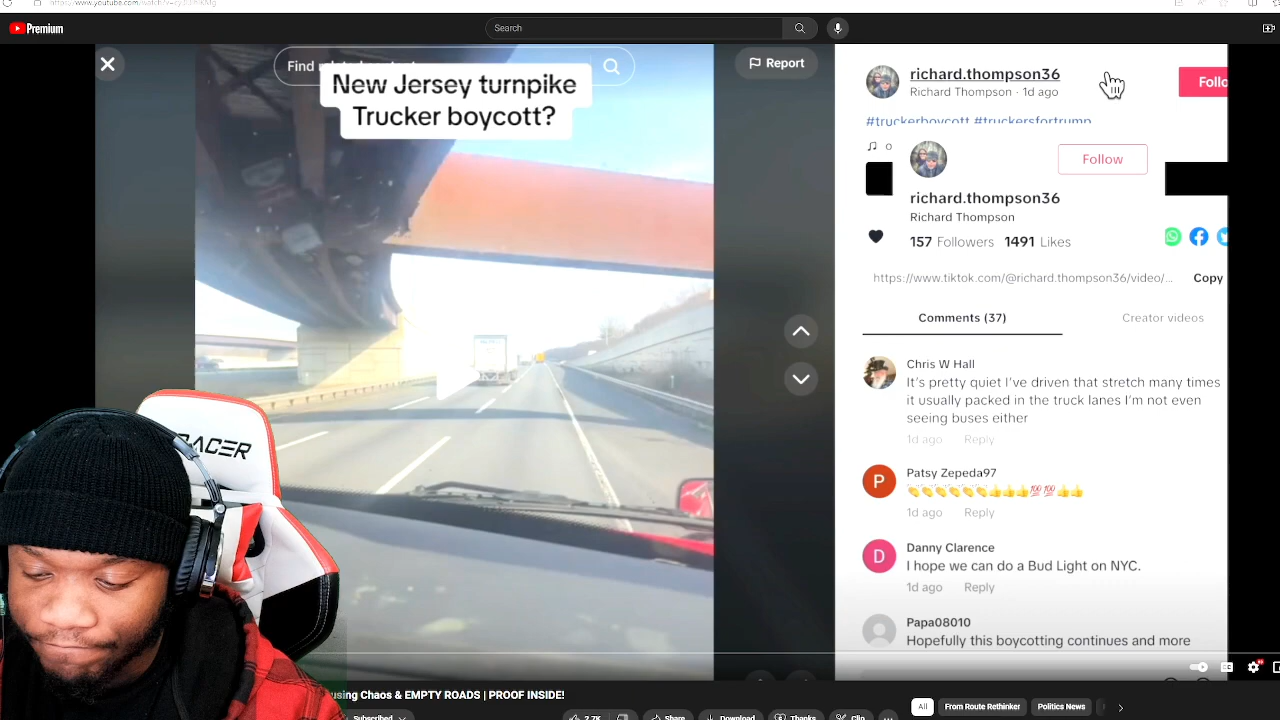 Premium
Search
Find
New Jersey turnpike
Trucker boycott?
Report
richard.thompson36
Richard Thompson · 1d ago
Follo
#truckerboycott #truckersfortrump
Follow
richard.thompson36
Richard Thompson
157 Followers 1491 Likes
https://www.tiktok.com/@richard.thompson36/video/...
Copy
Comments (37)
Creator videos
Chris W Hall
It's pretty quiet I've driven that stretch many times
it usually packed in the truck lanes I'm not even
seeing buses either
1d ago Reply
Patsy Zepeda97
👏👏👏👏👏👏👍👍👍💯💯👍👍
1d ago Reply
Danny Clarence
I hope we can do a Bud Light on NYC.
1d ago Reply
Papa08010
Hopefully this boycotting continues and more
P
D
RACER
using Chaos & EMPTY ROADS | PROOF INSIDE!
Subscribed
2.7K
Share
Download
Thanks
Clip
All
From Route Rethinker
Politics News